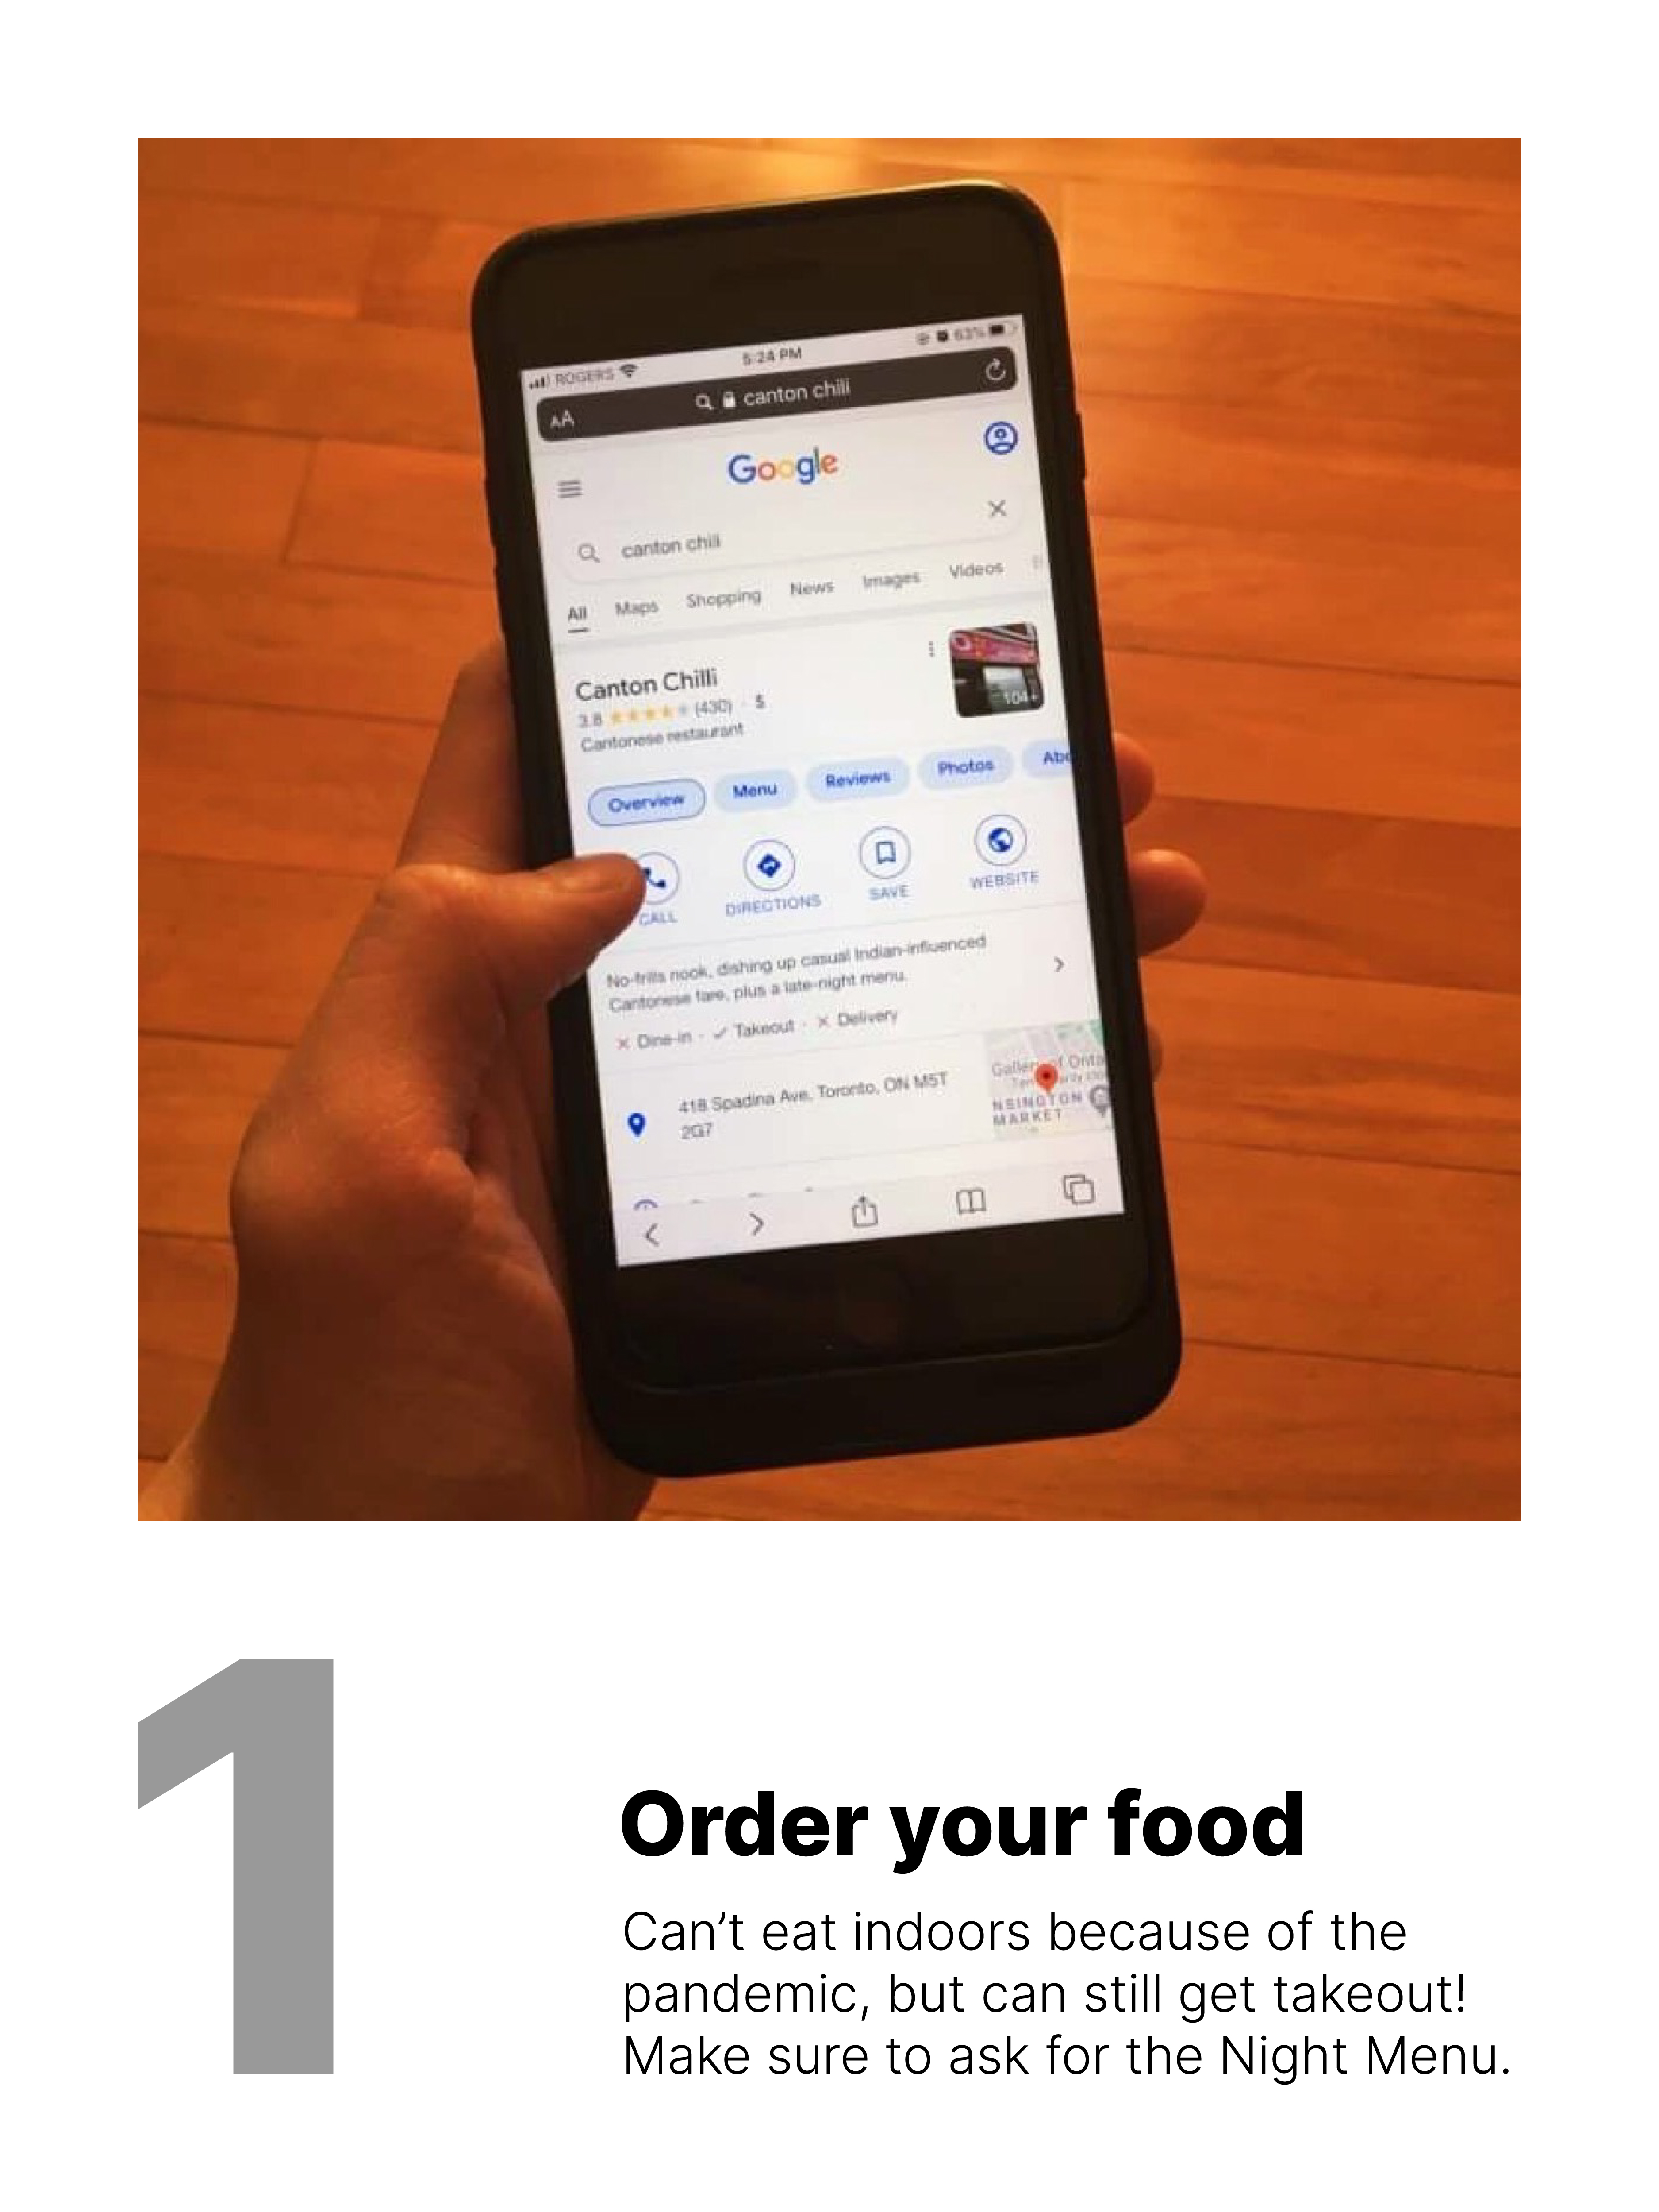 ROGERS 5:24 PM 63%
AA canton chili
Google
canton chili
All Maps Shopping News Images Videos
Canton Chilli
3.8 (430) · $
Cantonese restaurant
104+
Overview Menu Reviews Photos Abo
CALL DIRECTIONS SAVE WEBSITE
No-frills nook, dishing up casual Indian-influenced
Cantonese fare, plus a late-night menu.
Dine-in · Takeout · Delivery
418 Spadina Ave, Toronto, ON M5T
2G7
of Onta
NSINGTON
MARKET
1
Order your food
Can’t eat indoors because of the
pandemic, but can still get takeout!
Make sure to ask for the Night Menu.